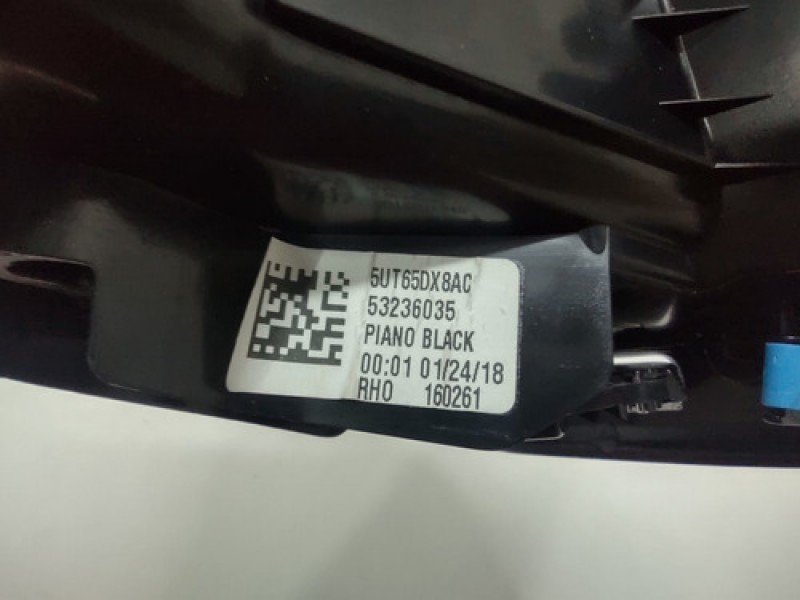 5UT65DX8AC
53236035
PIANO BLACK
00:01 01/24/18
RHO 160261